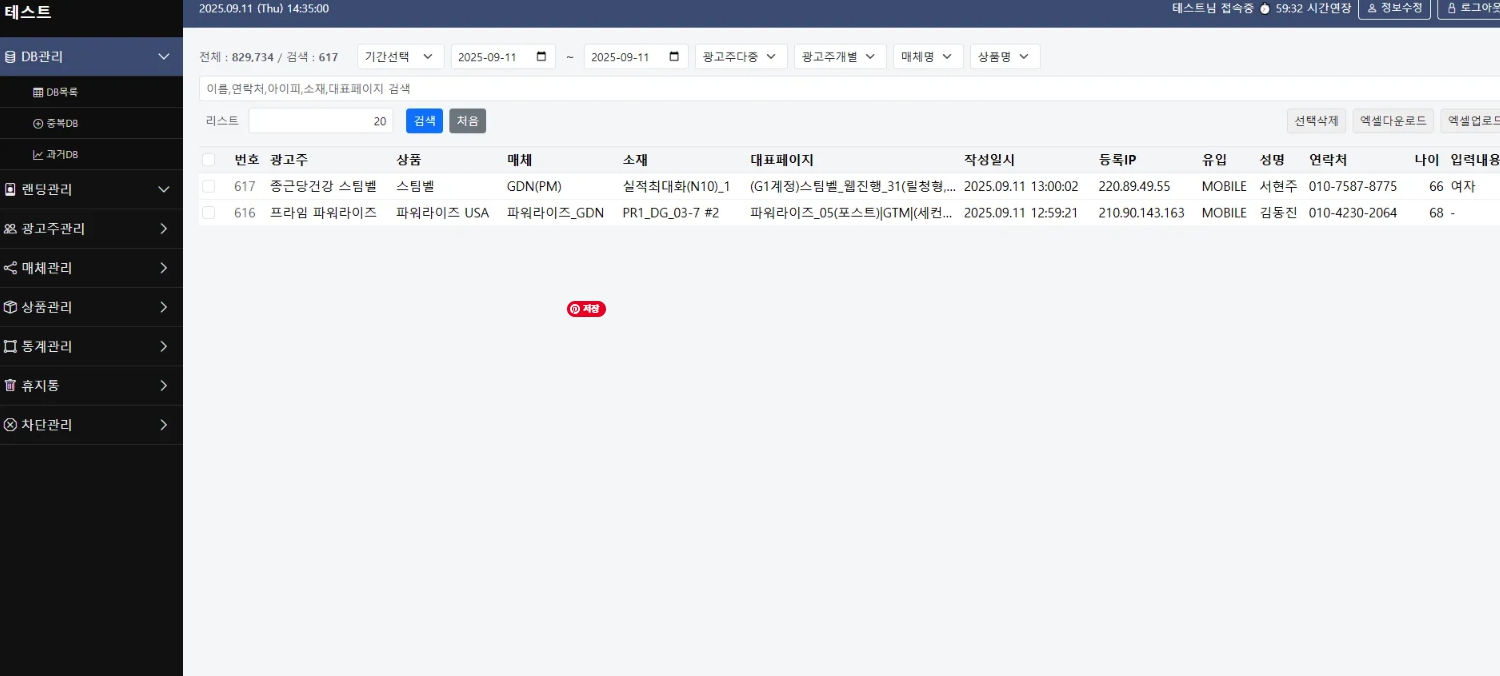 테스트
2025.09.11 (Thu) 14:35:00
테스트님 접속중 59:32 시간연장 정보수정 로그아웃
DB관리
DB목록
중복DB
과거DB
랜딩관리
광고주관리
매체관리
상품관리
통계관리
휴지통
차단관리
전체 : 829,734 / 검색 : 617 기간선택 2025-09-11 ~ 2025-09-11 광고주다중 광고주개별 매체명 상품명
이름,연락처,아이피,소재,대표페이지 검색
리스트 20 검색 처음 선택삭제 엑셀다운로드 엑셀업로드
번호 광고주 상품 매체 소재 대표페이지 작성일시 등록IP 유입 성명 연락처 나이 입력내용
617 종근당건강 스팀벨 스팀벨 GDN(PM) 실적최대화(N10)_1 (G1계정)스팀벨_웹진행_31(릴청형,... 2025.09.11 13:00:02 220.89.49.55 MOBILE 서현주 010-7587-8775 66 여자
616 프라임 파워라이즈 파워라이즈 USA 파워라이즈_GDN PR1_DG_03-7 #2 파워라이즈_05(포스트)|GTM|(세컨... 2025.09.11 12:59:21 210.90.143.163 MOBILE 김동진 010-4230-2064 68 -
저장